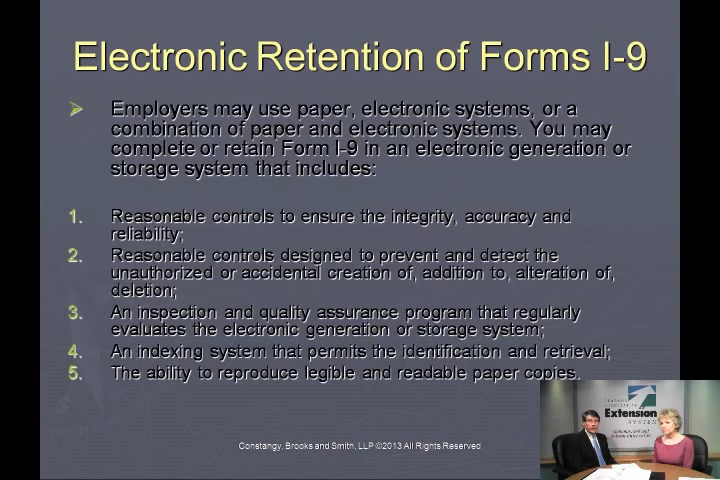 Electronic Retention of Forms I-9
Employers may use paper, electronic systems, or a
combination of paper and electronic systems. You may
complete or retain Form I-9 in an electronic generation or
storage system that includes:
1. Reasonable controls to ensure the integrity, accuracy and
reliability;
2. Reasonable controls designed to prevent and detect the
unauthorized or accidental creation of, addition to, alteration of,
deletion;
3. An inspection and quality assurance program that regularly
evaluates the electronic generation or storage system;
4. An indexing system that permits the identification and retrieval;
5. The ability to reproduce legible and readable paper copies.
Constangy, Brooks and Smith, LLP ©2013 All Rights Reserved
Extension
SYSTEM